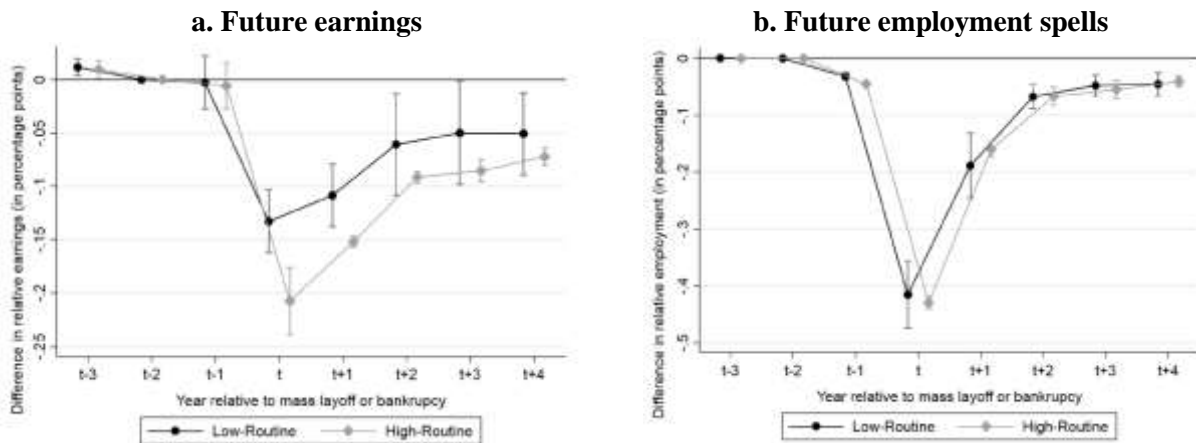 a. Future earnings
Difference in relative earnings (in percentage points)
0
-.05
-.1
-.15
-.2
-.25
t-3 t-2 t-1 t t+1 t+2 t+3 t+4
Year relative to mass layoff or bankrupcy
Low-Routine High-Routine
b. Future employment spells
Difference in relative employment (in percentage points)
0
-.1
-.2
-.3
-.4
-.5
t-3 t-2 t-1 t t+1 t+2 t+3 t+4
Year relative to mass layoff or bankrupcy
Low-Routine High-Routine